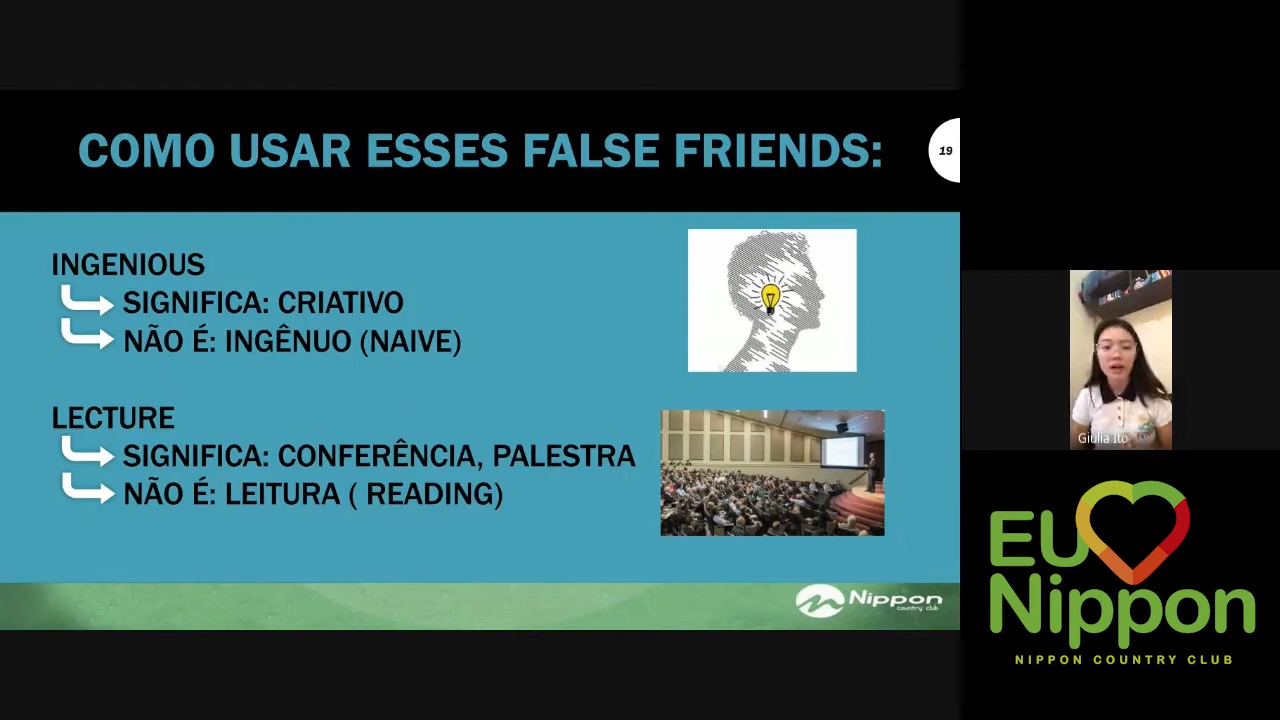 COMO USAR ESSES FALSE FRIENDS:
19
INGENIOUS
SIGNIFICA: CRIATIVO
NÃO É: INGÊNUO (NAIVE)
LECTURE
SIGNIFICA: CONFERÊNCIA, PALESTRA
NÃO É: LEITURA ( READING)
Nippon
country club
Giulia Ito
EU
Nippon
NIPPON COUNTRY CLUB